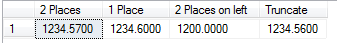 2 Places 1 Place 2 Places on left Truncate
1 1234.5700 1234.6000 1200.0000 1234.5600